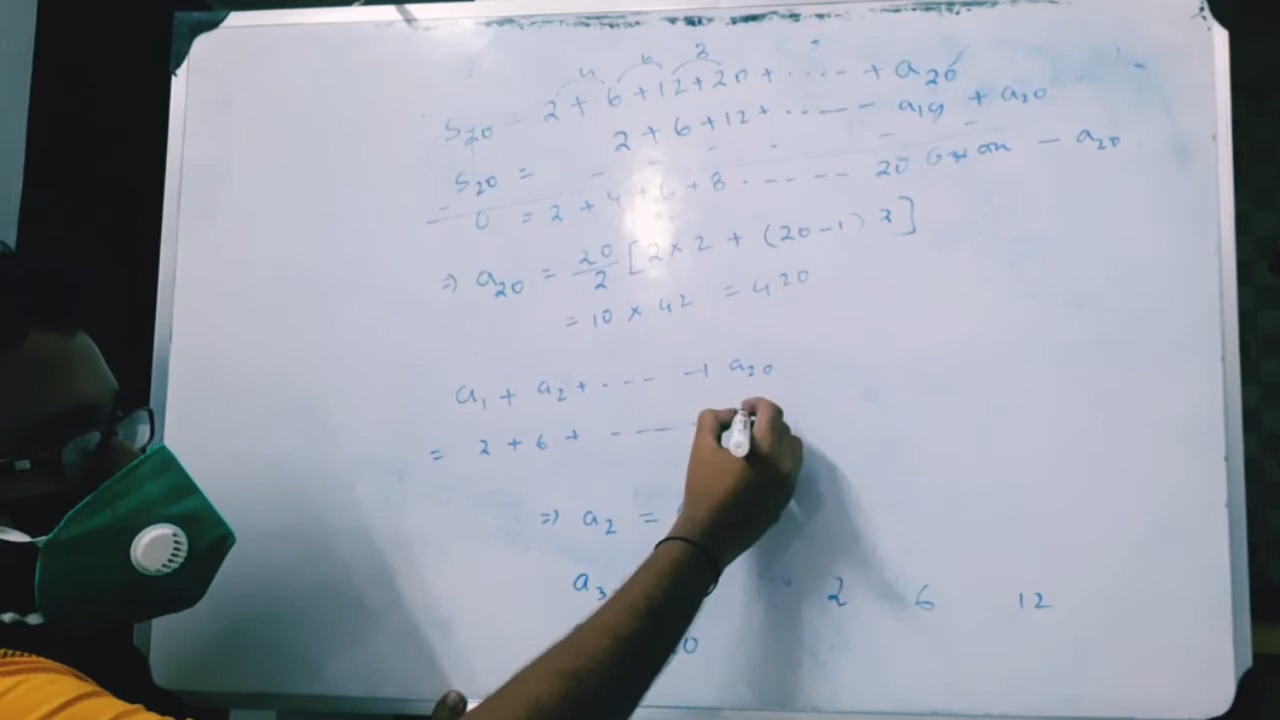 4 6 8
S20 = 2 + 6 + 12 + 20 + ..... + a20
S20 = 2 + 6 + 12 + ..... - a19 + a20
0 = 2 + 4 + 6 + 8 ..... 20 - a20
⇒ a20 = 20/2 [2 × 2 + (20-1) 2]
= 10 × 42 = 420
a1 + a2 + .... + a20
= 2 + 6 + ----
⇒ a2 =
a3 2 6 12
0